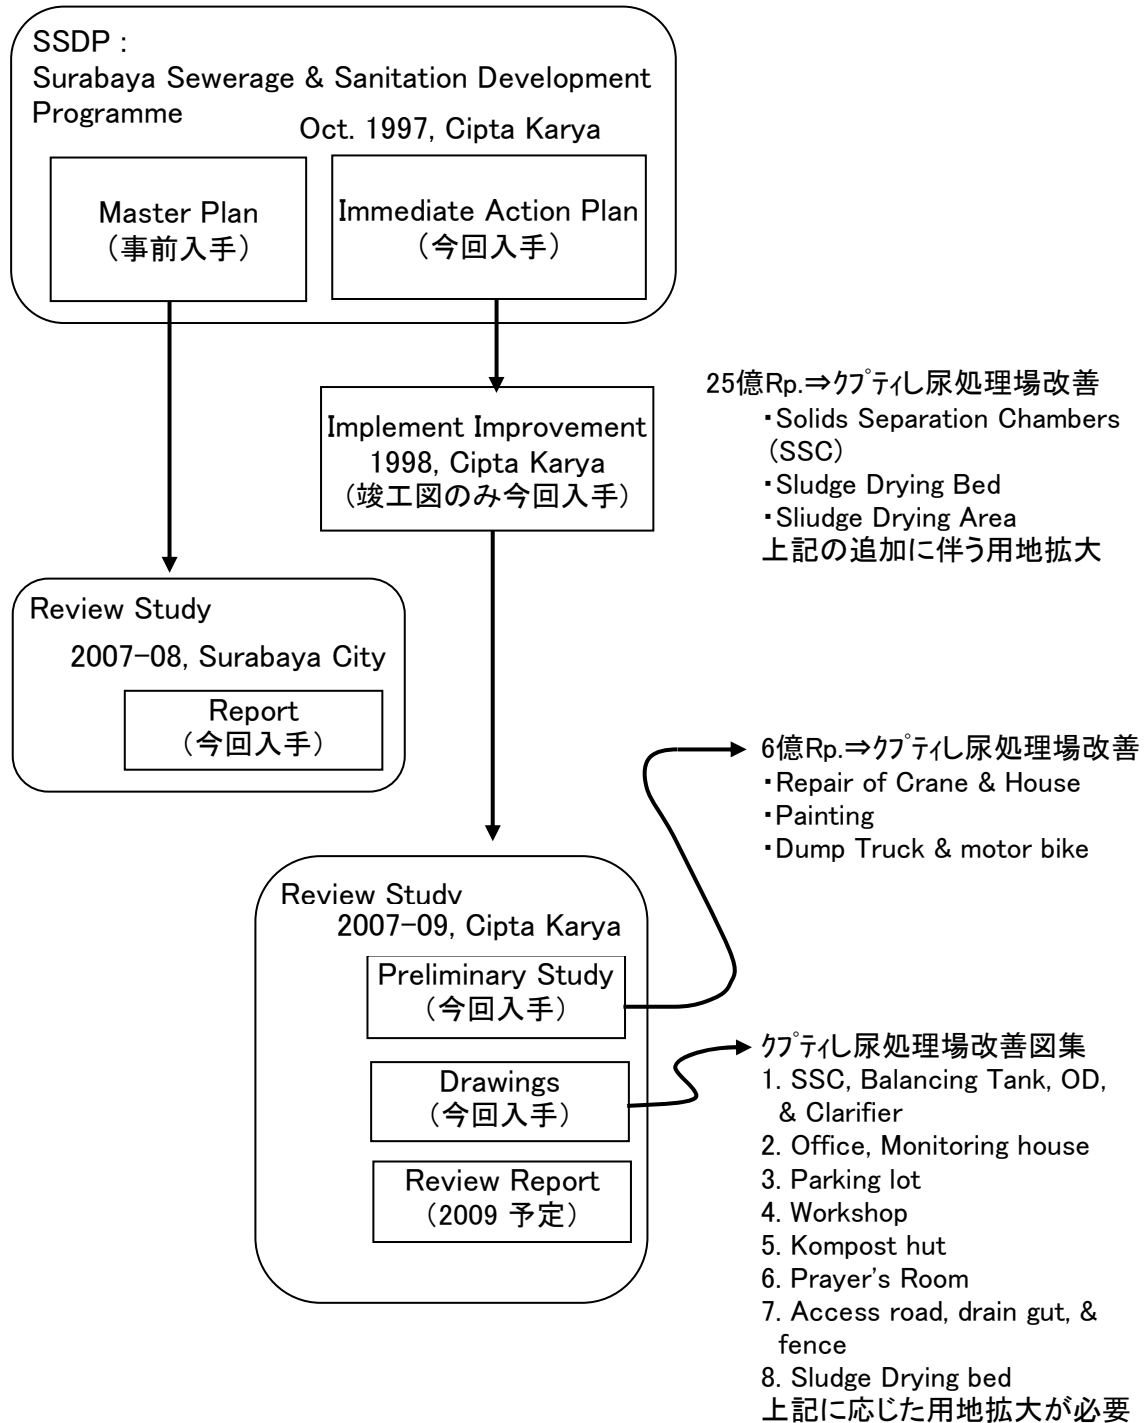 SSDP :
Surabaya Sewerage & Sanitation Development
Programme
Oct. 1997, Cipta Karya
Master Plan
（事前入手）
Immediate Action Plan
（今回入手）
Implement Improvement
1998, Cipta Karya
（竣工図のみ今回入手）
25億Rp.⇒ｸﾌﾟﾃｨし尿処理場改善
・Solids Separation Chambers
(SSC)
・Sludge Drying Bed
・Sliudge Drying Area
上記の追加に伴う用地拡大
Review Study
2007-08, Surabaya City
Report
（今回入手）
6億Rp.⇒ｸﾌﾟﾃｨし尿処理場改善
・Repair of Crane & House
・Painting
・Dump Truck & motor bike
Review Study
2007-09, Cipta Karya
Preliminary Study
（今回入手）
Drawings
（今回入手）
Review Report
（2009 予定）
ｸﾌﾟﾃｨし尿処理場改善図集
1. SSC, Balancing Tank, OD,
& Clarifier
2. Office, Monitoring house
3. Parking lot
4. Workshop
5. Kompost hut
6. Prayer's Room
7. Access road, drain gut, &
fence
8. Sludge Drying bed
上記に応じた用地拡大が必要